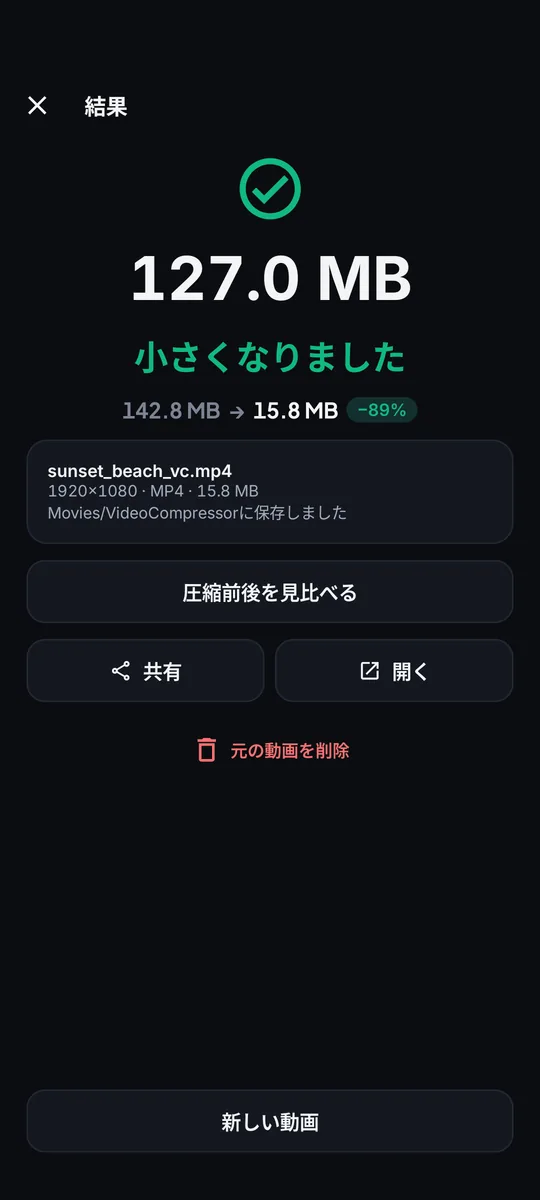 結果
127.0 MB
小さくなりました
142.8 MB → 15.8 MB −89%
sunset_beach_vc.mp4
1920×1080 · MP4 · 15.8 MB
Movies/VideoCompressorに保存しました
圧縮前後を見比べる
共有
開く
元の動画を削除
新しい動画